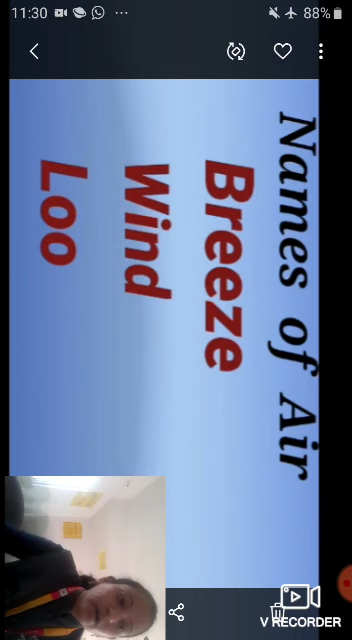 11:30
88%
Names of Air
Breeze
Wind
Loo
V RECORDER